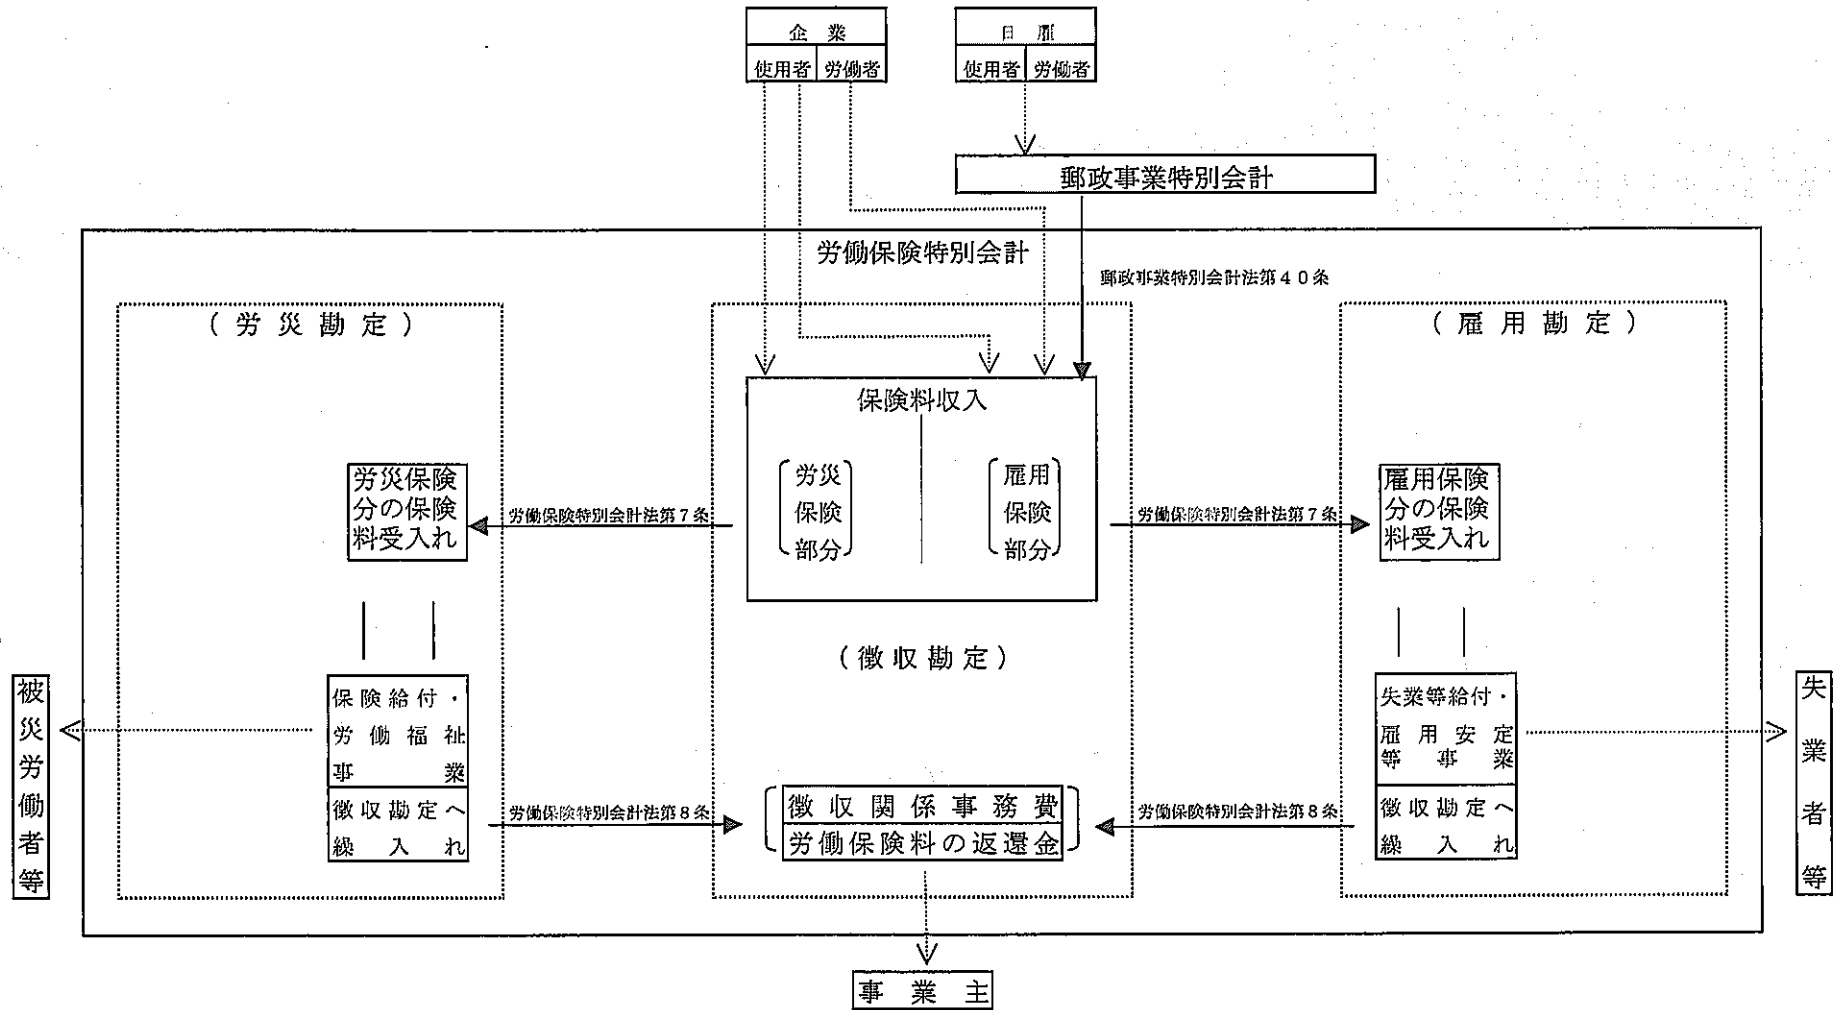 企業
使用者 労働者
日雇
使用者 労働者
郵政事業特別会計
労働保険特別会計
郵政事業特別会計法第40条
(労災勘定)
(雇用勘定)
保険料収入
労災
保険
部分
雇用
保険
部分
労災保険
分の保険
料受入れ
労働保険特別会計法第7条
労働保険特別会計法第7条
雇用保険
分の保険
料受入れ
(徴収勘定)
被災労働者等
保険給付・
労働福祉
事業
徴収勘定へ
繰入れ
労働保険特別会計法第8条
徴収関係事務費
労働保険料の返還金
労働保険特別会計法第8条
失業等給付・
雇用安定
等事業
徴収勘定へ
繰入れ
失業者等
事業主